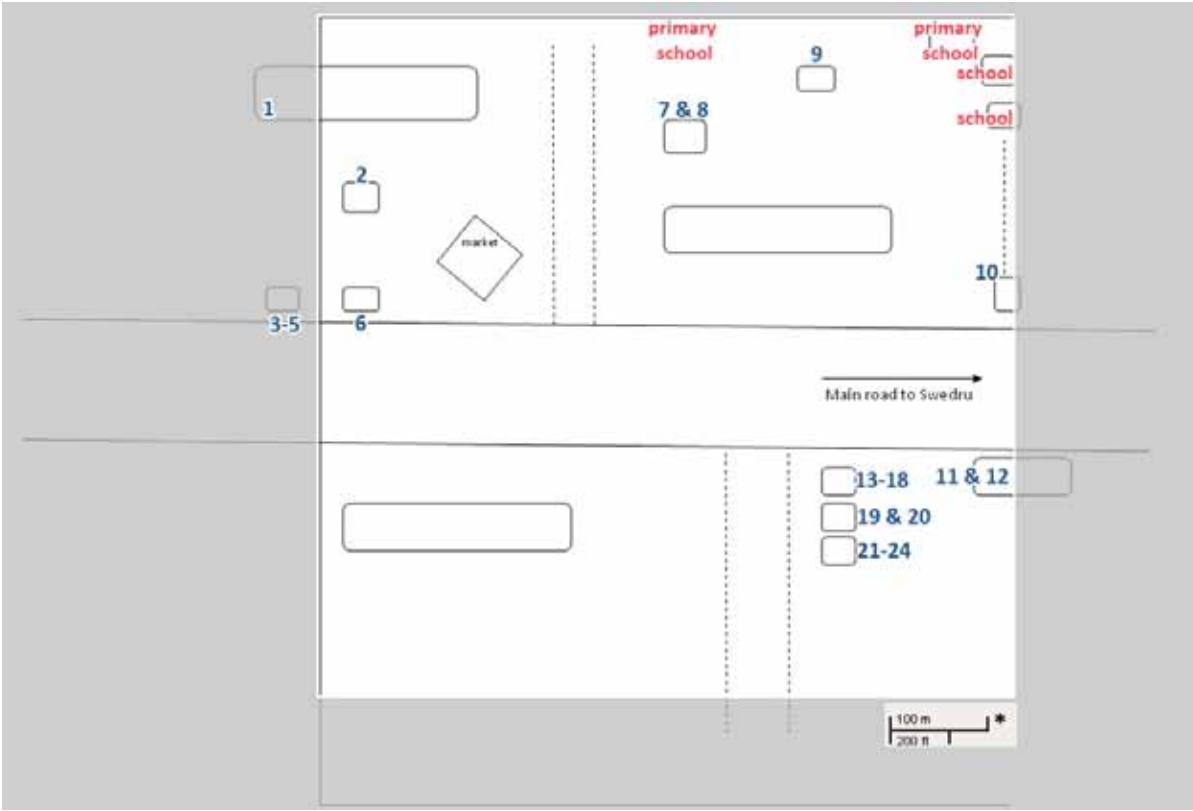 primary
school
primary
school
school
9
1
7 & 8
school
2
market
10
3-5
6
Main road to Swedru
13-18
11 & 12
19 & 20
21-24
100 m
*
200 ft